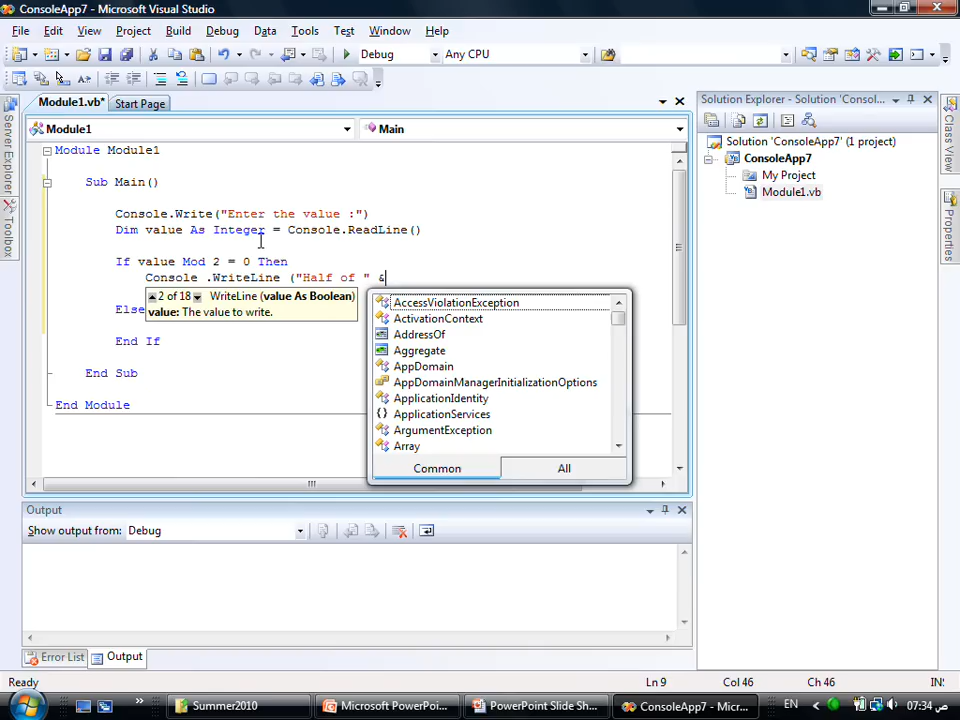 ConsoleApp7 - Microsoft Visual Studio
File Edit View Project Build Debug Data Tools Test Window Help
Debug Any CPU
Module1.vb* Start Page
Module1 Main
Module Module1
Sub Main()
Console.Write("Enter the value :")
Dim value As Integer = Console.ReadLine()
If value Mod 2 = 0 Then
Console .WriteLine ("Half of " &
2 of 18 WriteLine (value As Boolean)
value: The value to write.
Else
End If
End Sub
End Module
AccessViolationException
ActivationContext
AddressOf
Aggregate
AppDomain
AppDomainManagerInitializationOptions
ApplicationIdentity
ApplicationServices
ArgumentException
Array
Common All
Solution Explorer - Solution 'Consol...
Solution 'ConsoleApp7' (1 project)
ConsoleApp7
My Project
Module1.vb
Server Explorer
Toolbox
Class View
Output
Show output from: Debug
Error List Output
Ready Ln 9 Col 46 Ch 46 INS
Summer2010 Microsoft PowerPoi... PowerPoint Slide Sh... ConsoleApp7 - Micr... EN 07:34 ص